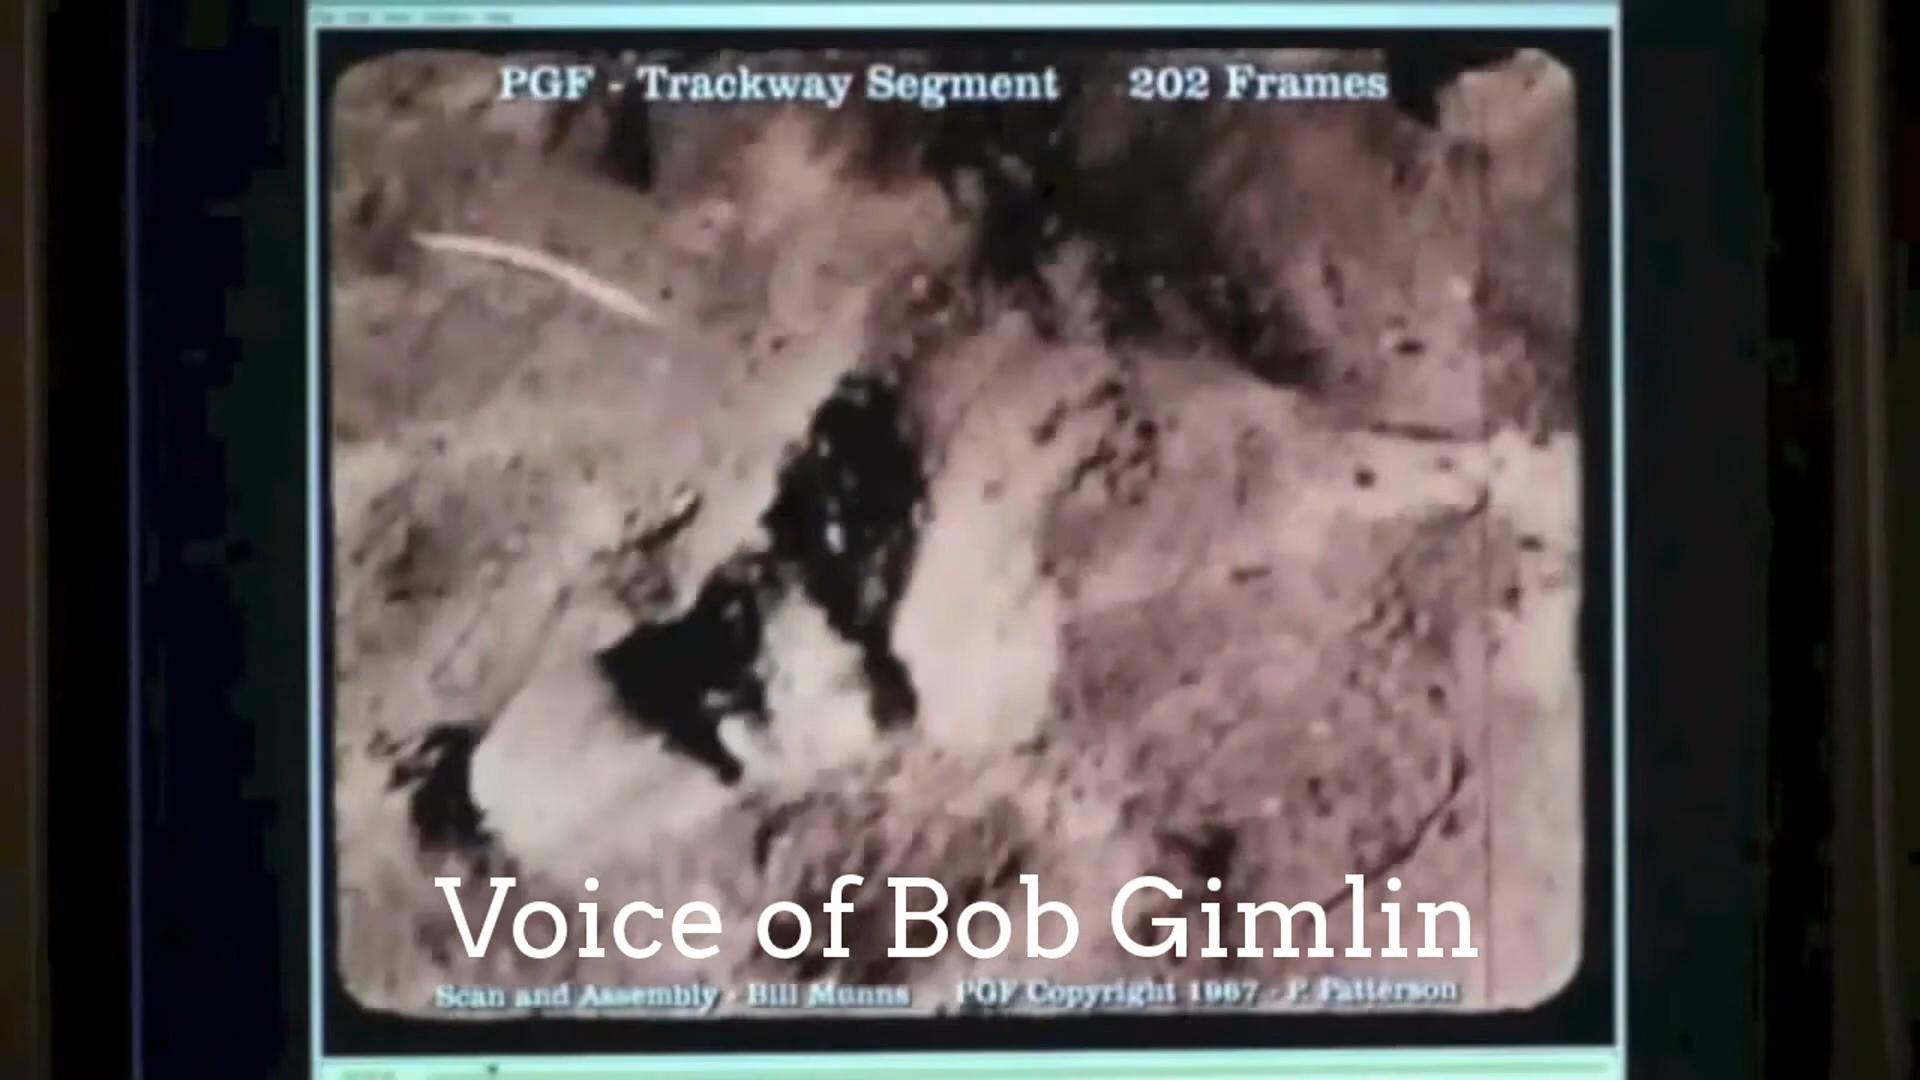 PGF - Trackway Segment 202 Frames
Voice of Bob Gimlin
Scan and Assembly - Bill Munns PGF Copyright 1967 - P. Patterson